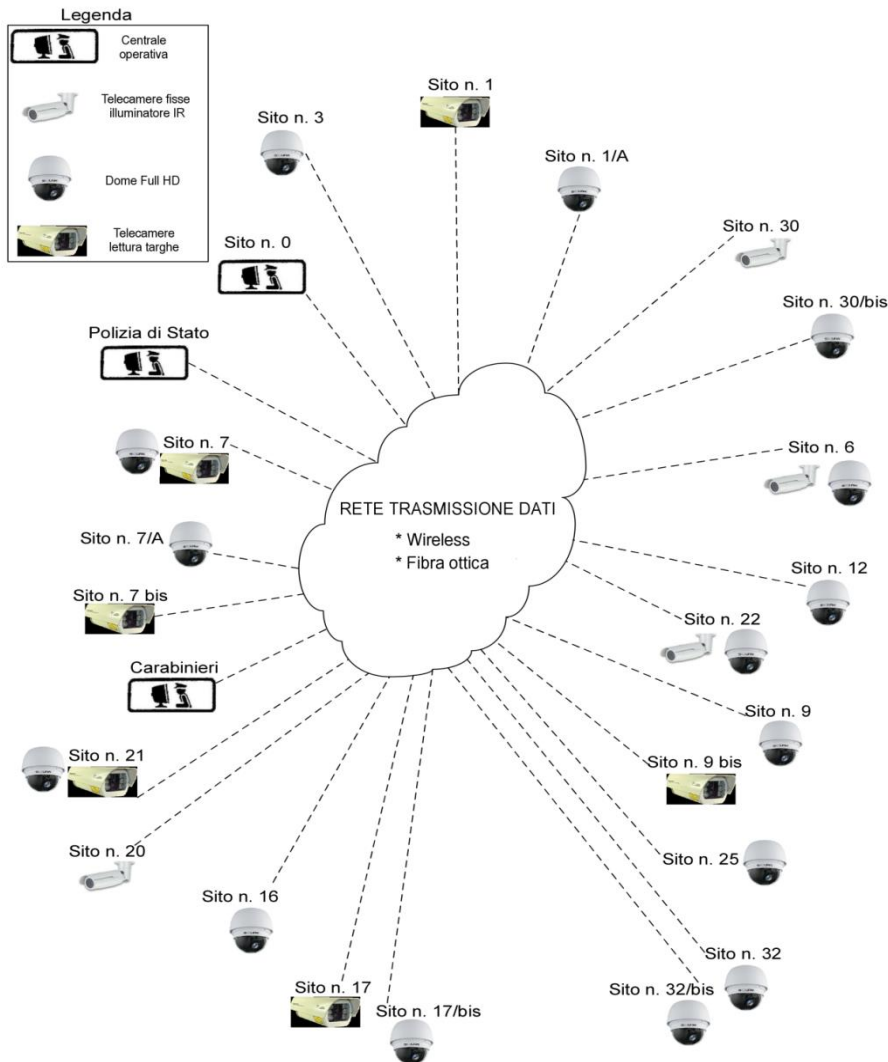 Legenda
Centrale
operativa
Telecamere fisse
illuminatore IR
Dome Full HD
Telecamere
lettura targhe
Sito n. 1
Sito n. 3
Sito n. 1/A
Sito n. 0
Sito n. 30
Sito n. 30/bis
Polizia di Stato
Sito n. 7
Sito n. 6
RETE TRASMISSIONE DATI
* Wireless
* Fibra ottica
Sito n. 7/A
Sito n. 12
Sito n. 7 bis
Sito n. 22
Carabinieri
Sito n. 9
Sito n. 21
Sito n. 9 bis
Sito n. 20
Sito n. 25
Sito n. 16
Sito n. 32
Sito n. 17
Sito n. 32/bis
Sito n. 17/bis